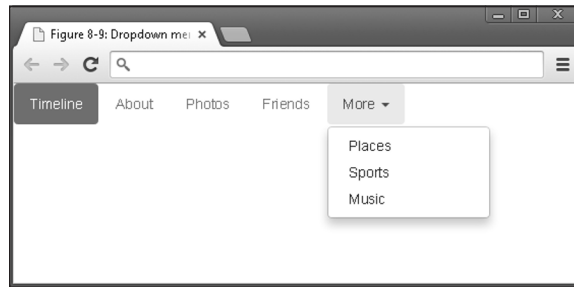 Figure 8-9: Dropdown me
Timeline About Photos Friends More
Places
Sports
Music